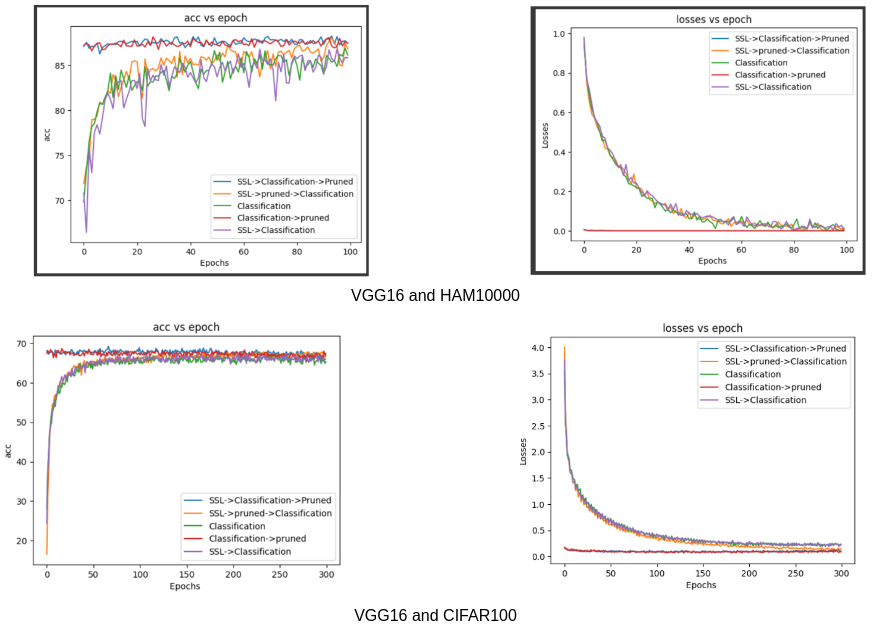 acc vs epoch
85
80
75
70
acc
SSL->Classification->Pruned
SSL->pruned->Classification
Classification
Classification->pruned
SSL->Classification
0 20 40 60 80 100
Epochs
losses vs epoch
1.0
0.8
0.6
0.4
0.2
0.0
Losses
SSL->Classification->Pruned
SSL->pruned->Classification
Classification
Classification->pruned
SSL->Classification
0 20 40 60 80 100
Epochs
VGG16 and HAM10000
acc vs epoch
70
60
50
40
30
20
acc
SSL->Classification->Pruned
SSL->pruned->Classification
Classification
Classification->pruned
SSL->Classification
0 50 100 150 200 250 300
Epochs
losses vs epoch
4.0
3.5
3.0
2.5
2.0
1.5
1.0
0.5
0.0
Losses
SSL->Classification->Pruned
SSL->pruned->Classification
Classification
Classification->pruned
SSL->Classification
0 50 100 150 200 250 300
Epochs
VGG16 and CIFAR100